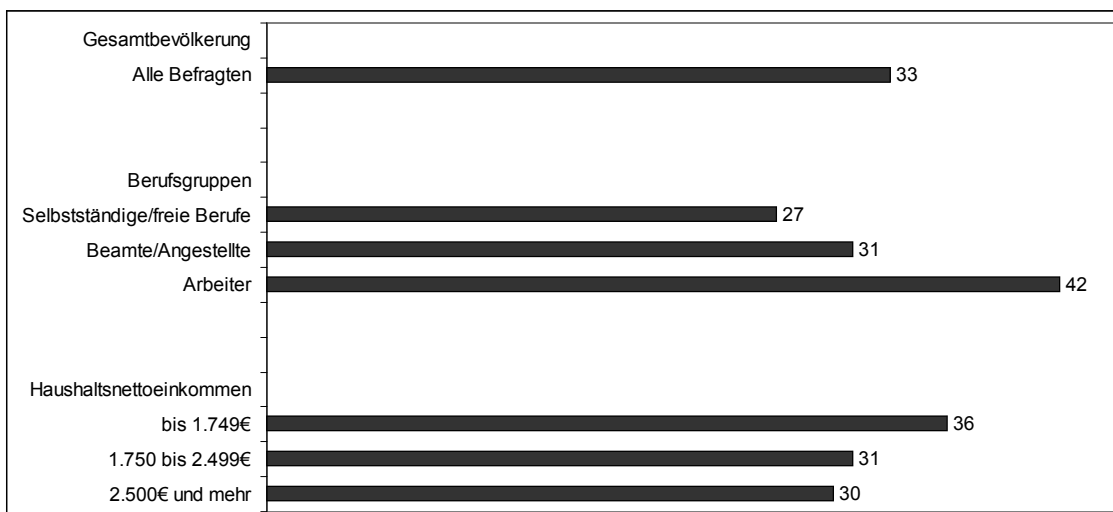 Gesamtbevölkerung
Alle Befragten 33
Berufsgruppen
Selbstständige/freie Berufe 27
Beamte/Angestellte 31
Arbeiter 42
Haushaltsnettoeinkommen
bis 1.749€ 36
1.750 bis 2.499€ 31
2.500€ und mehr 30